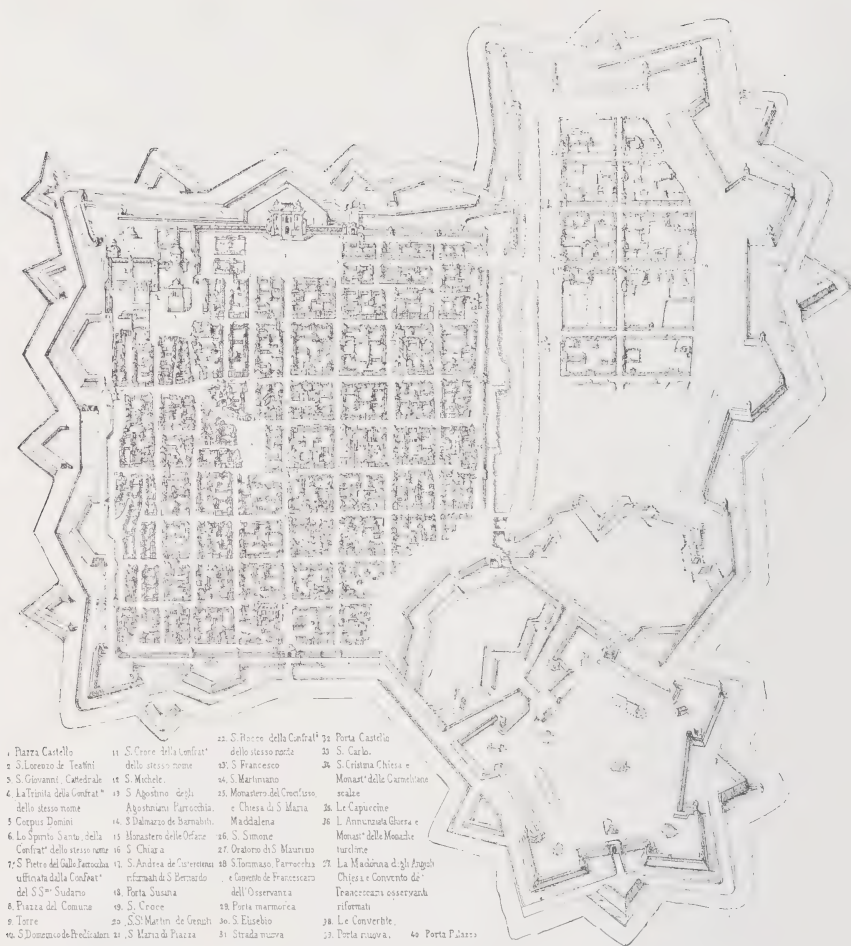 1 Piazza Castello
2 S. Lorenzo de Teatini
3 S. Giovanni, Cattedrale
4 La Trinita della Confrat.ª
dello stesso nome
5 Corpus Domini
6. Lo Spirito Santo, della
Confrat.ª dello stesso nome
7. S. Pietro del Gallo Parrocchia
ufficiata dalla Confrat.ª
del SS.mo Sudario
8. Piazza del Comune
9. Torre
10. S. Domenico de Predicatori
11 S. Croce della Confrat.ª
dello stesso nome
12 S. Michele.
13 S. Agostino degli
Agostiniani Parrocchia.
14. S. Dalmazzo de Barnabiti.
15 Monastero delle Orfane
16 S. Chiara
17. S. Andrea de Cisterciensi
riformati di S. Bernardo
18. Porta Susina
19. S. Croce
20. S.S.ti Martiri de Gesuiti
21. S. Maria di Piazza
22. S. Rocco della Confrat.ª
dello stesso nome
23. S. Francesco
24. S. Martiniano
25. Monastero del Crocifisso,
e Chiesa di S. Maria
Maddalena
26. S. Simone
27. Oratorio di S. Maurizio
28 S. Tommaso, Parrocchia
e Convento de Francescani
dell'Osservanza
29. Porta marmorea
30. S. Eusebio
31 Strada nuova
32 Porta Castello
33 S. Carlo.
34 S. Cristina Chiesa e
Monast.º delle Carmelitane
scalze
35. Le Capuccine
36 L'Annunziata Chiesa e
Monast.º delle Monache
turchine
37. La Madonna degli Angioli
Chiesa e Convento de
Francescani osservanti
riformati
38. Le Convertite.
Porta nuova.
40 Porta Palazzo